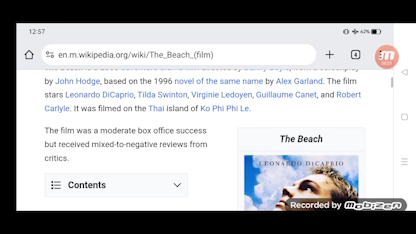 12:57
62%
en.m.wikipedia.org/wiki/The_Beach_(film)
4
by John Hodge, based on the 1996 novel of the same name by Alex Garland. The film
stars Leonardo DiCaprio, Tilda Swinton, Virginie Ledoyen, Guillaume Canet, and Robert
Carlyle. It was filmed on the Thai island of Ko Phi Phi Le.
The film was a moderate box office success
but received mixed-to-negative reviews from
critics.
Contents
The Beach
LEONARDO DICAPRIO
Recorded by mobizen